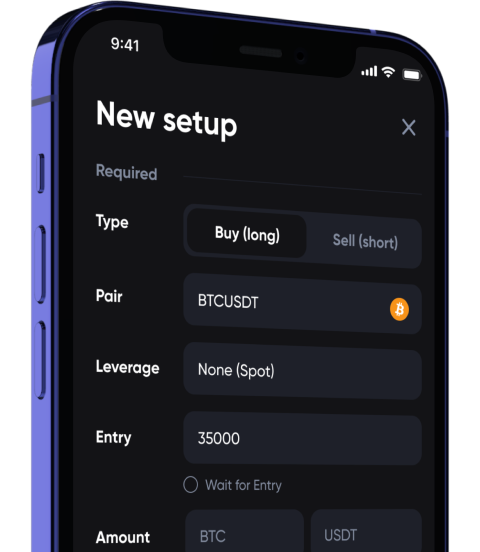 9:41
New setup
Required
Type
Buy (long)
Sell (short)
Pair
BTCUSDT
Leverage
None (Spot)
Entry
35000
Wait for Entry
Amount
BTC
USDT